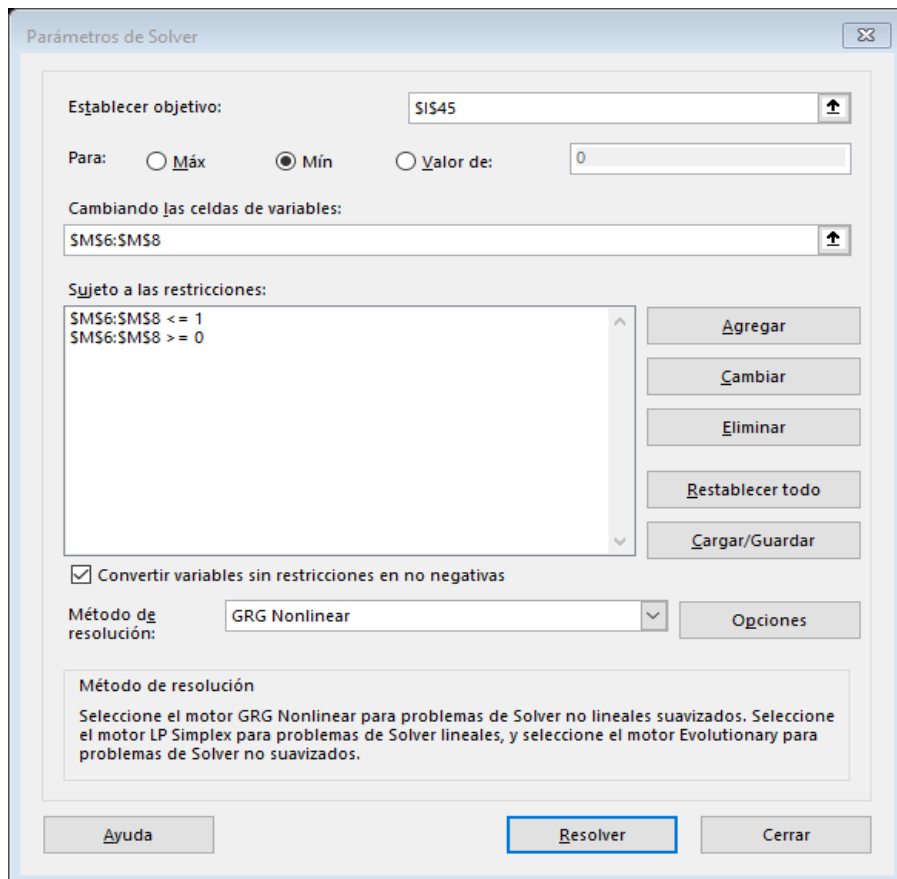 Parámetros de Solver
Establecer objetivo:
$I$45
Para:
Máx
Mín
Valor de:
0
Cambiando las celdas de variables:
$M$6:$M$8
Sujeto a las restricciones:
$M$6:$M$8 <= 1
$M$6:$M$8 >= 0
Agregar
Cambiar
Eliminar
Restablecer todo
Cargar/Guardar
Convertir variables sin restricciones en no negativas
Método de
resolución:
GRG Nonlinear
Opciones
Método de resolución
Seleccione el motor GRG Nonlinear para problemas de Solver no lineales suavizados. Seleccione
el motor LP Simplex para problemas de Solver lineales, y seleccione el motor Evolutionary para
problemas de Solver no suavizados.
Ayuda
Resolver
Cerrar